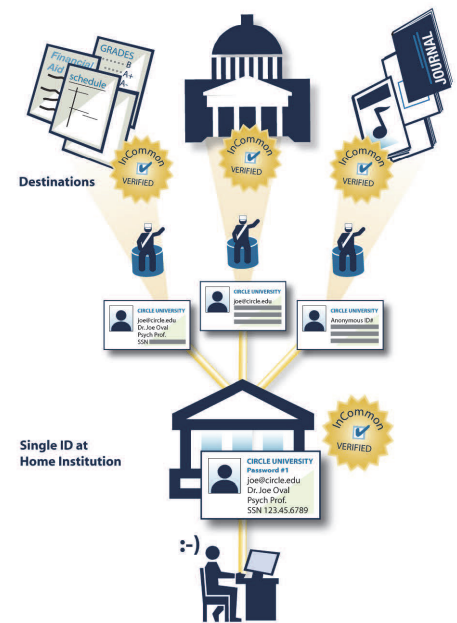 Financial
Aid
GRADES
B
A+
A-
schedule
JOURNAL
InCommon
VERIFIED
InCommon
VERIFIED
InCommon
VERIFIED
Destinations
CIRCLE UNIVERSITY
joe@circle.edu
Dr. Joe Oval
Psych Prof.
SSN
CIRCLE UNIVERSITY
joe@circle.edu
CIRCLE UNIVERSITY
Anonymous ID#
InCommon
VERIFIED
Single ID at
Home Institution
CIRCLE UNIVERSITY
Password #1
joe@circle.edu
Dr. Joe Oval
Psych Prof.
SSN 123.45.6789
:-)